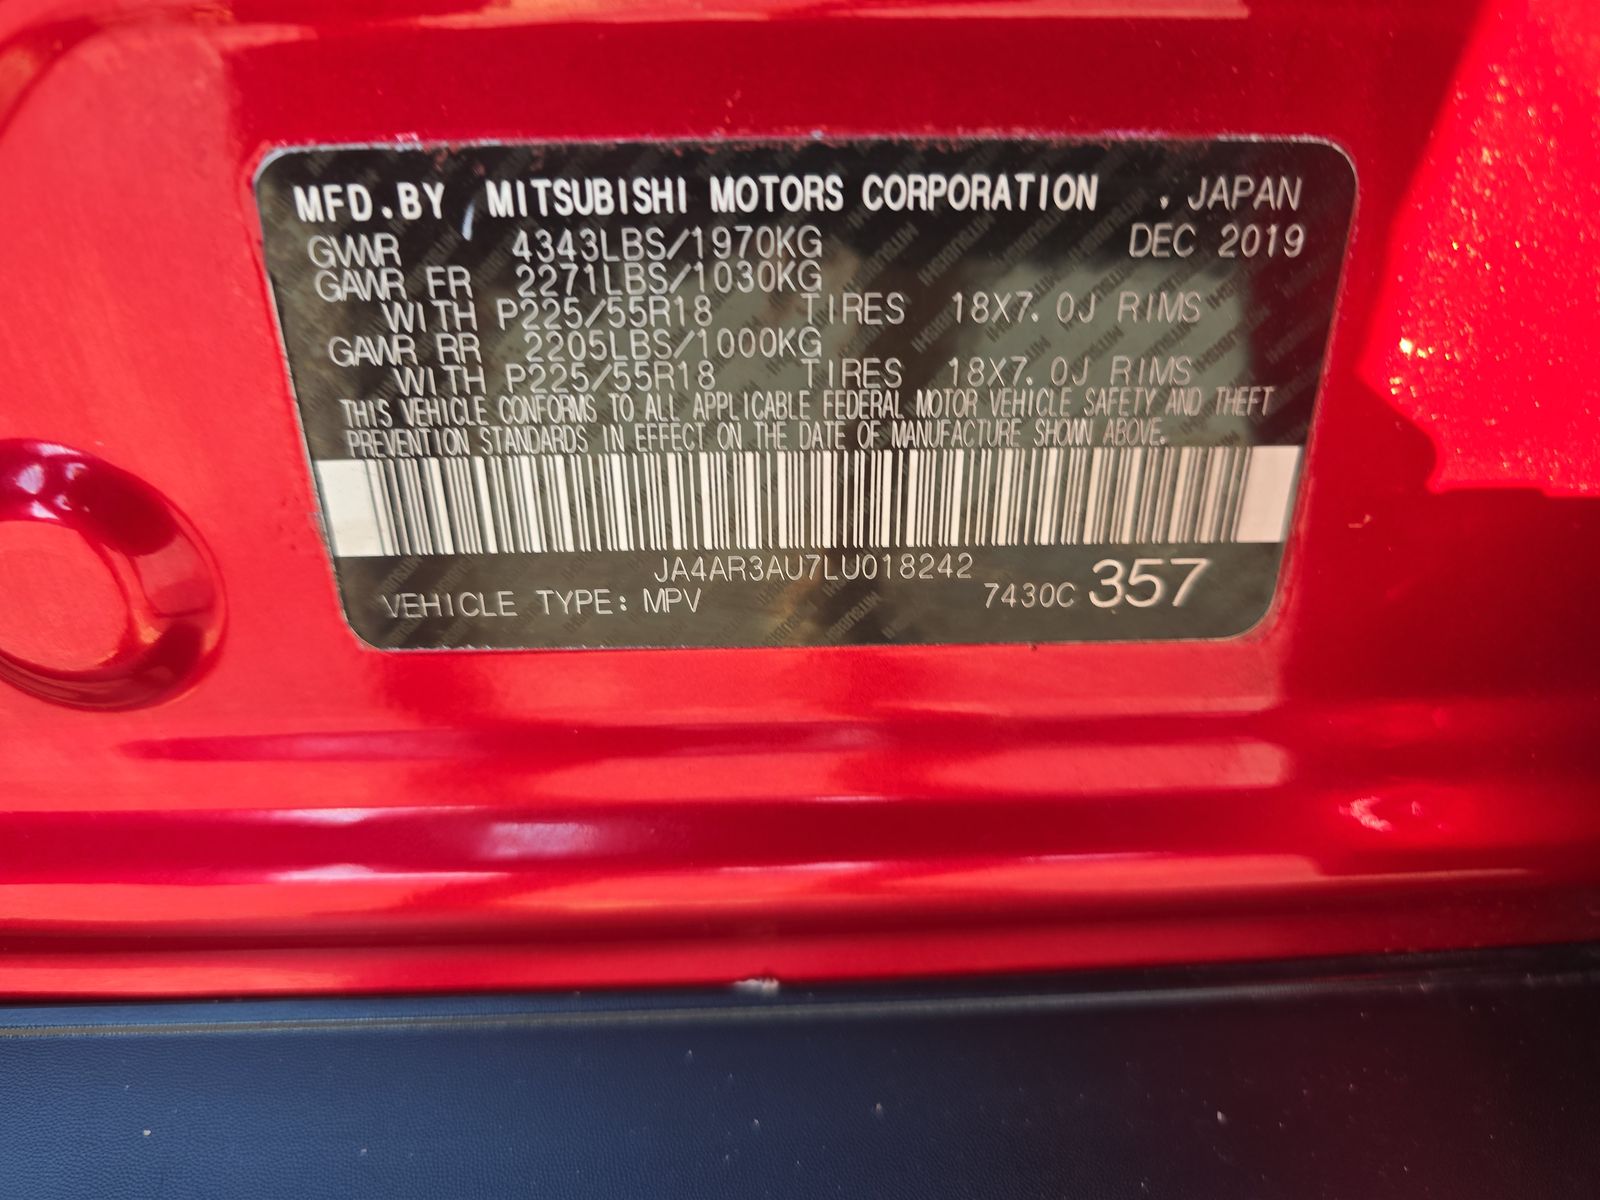 MFD.BY MITSUBISHI MOTORS CORPORATION . JAPAN
GVWR 4343LBS/1970KG DEC 2019
GAWR FR 2271LBS/1030KG
WITH P225/55R18 TIRES 18X7.0J RIMS
GAWR RR 2205LBS/1000KG
WITH P225/55R18 TIRES 18X7.0J RIMS
THIS VEHICLE CONFORMS TO ALL APPLICABLE FEDERAL MOTOR VEHICLE SAFETY AND THEFT
PREVENTION STANDARDS IN EFFECT ON THE DATE OF MANUFACTURE SHOWN ABOVE.
JA4AR3AU7LU018242
VEHICLE TYPE: MPV 7430C 357